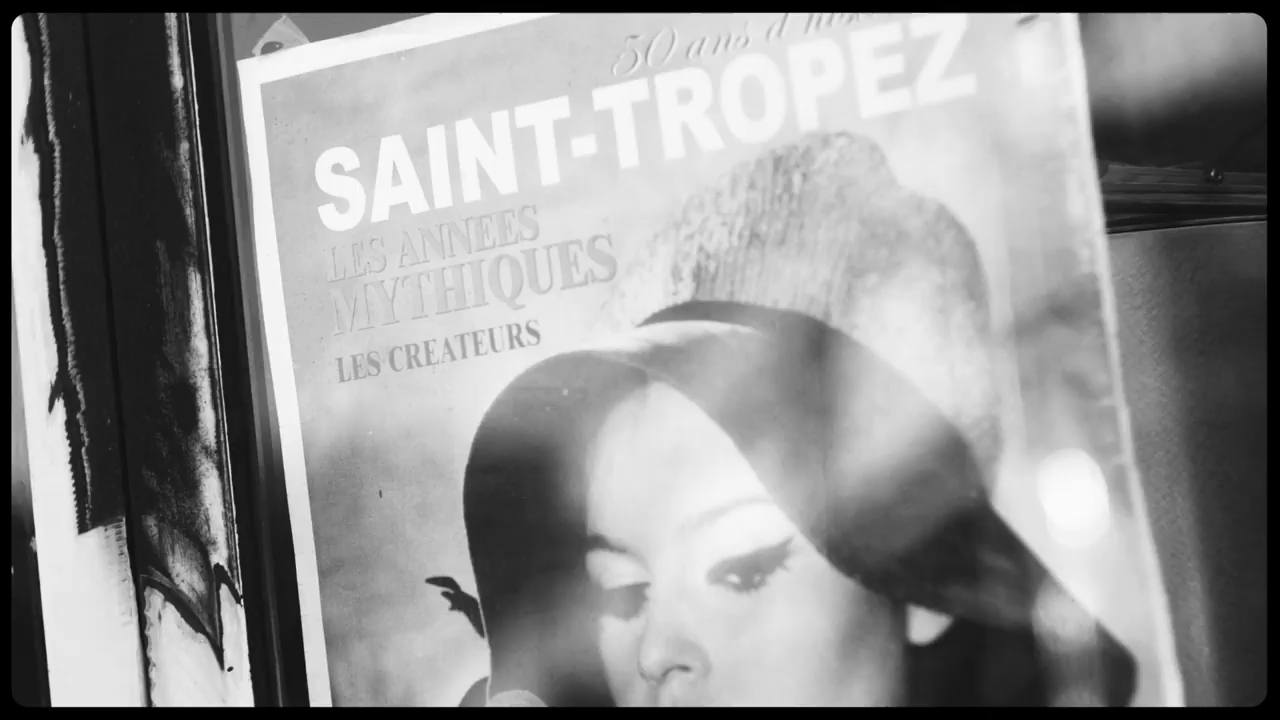 50 ans d'
SAINT-TROPEZ
LES ANNEES
MYTHIQUES
LES CREATEURS